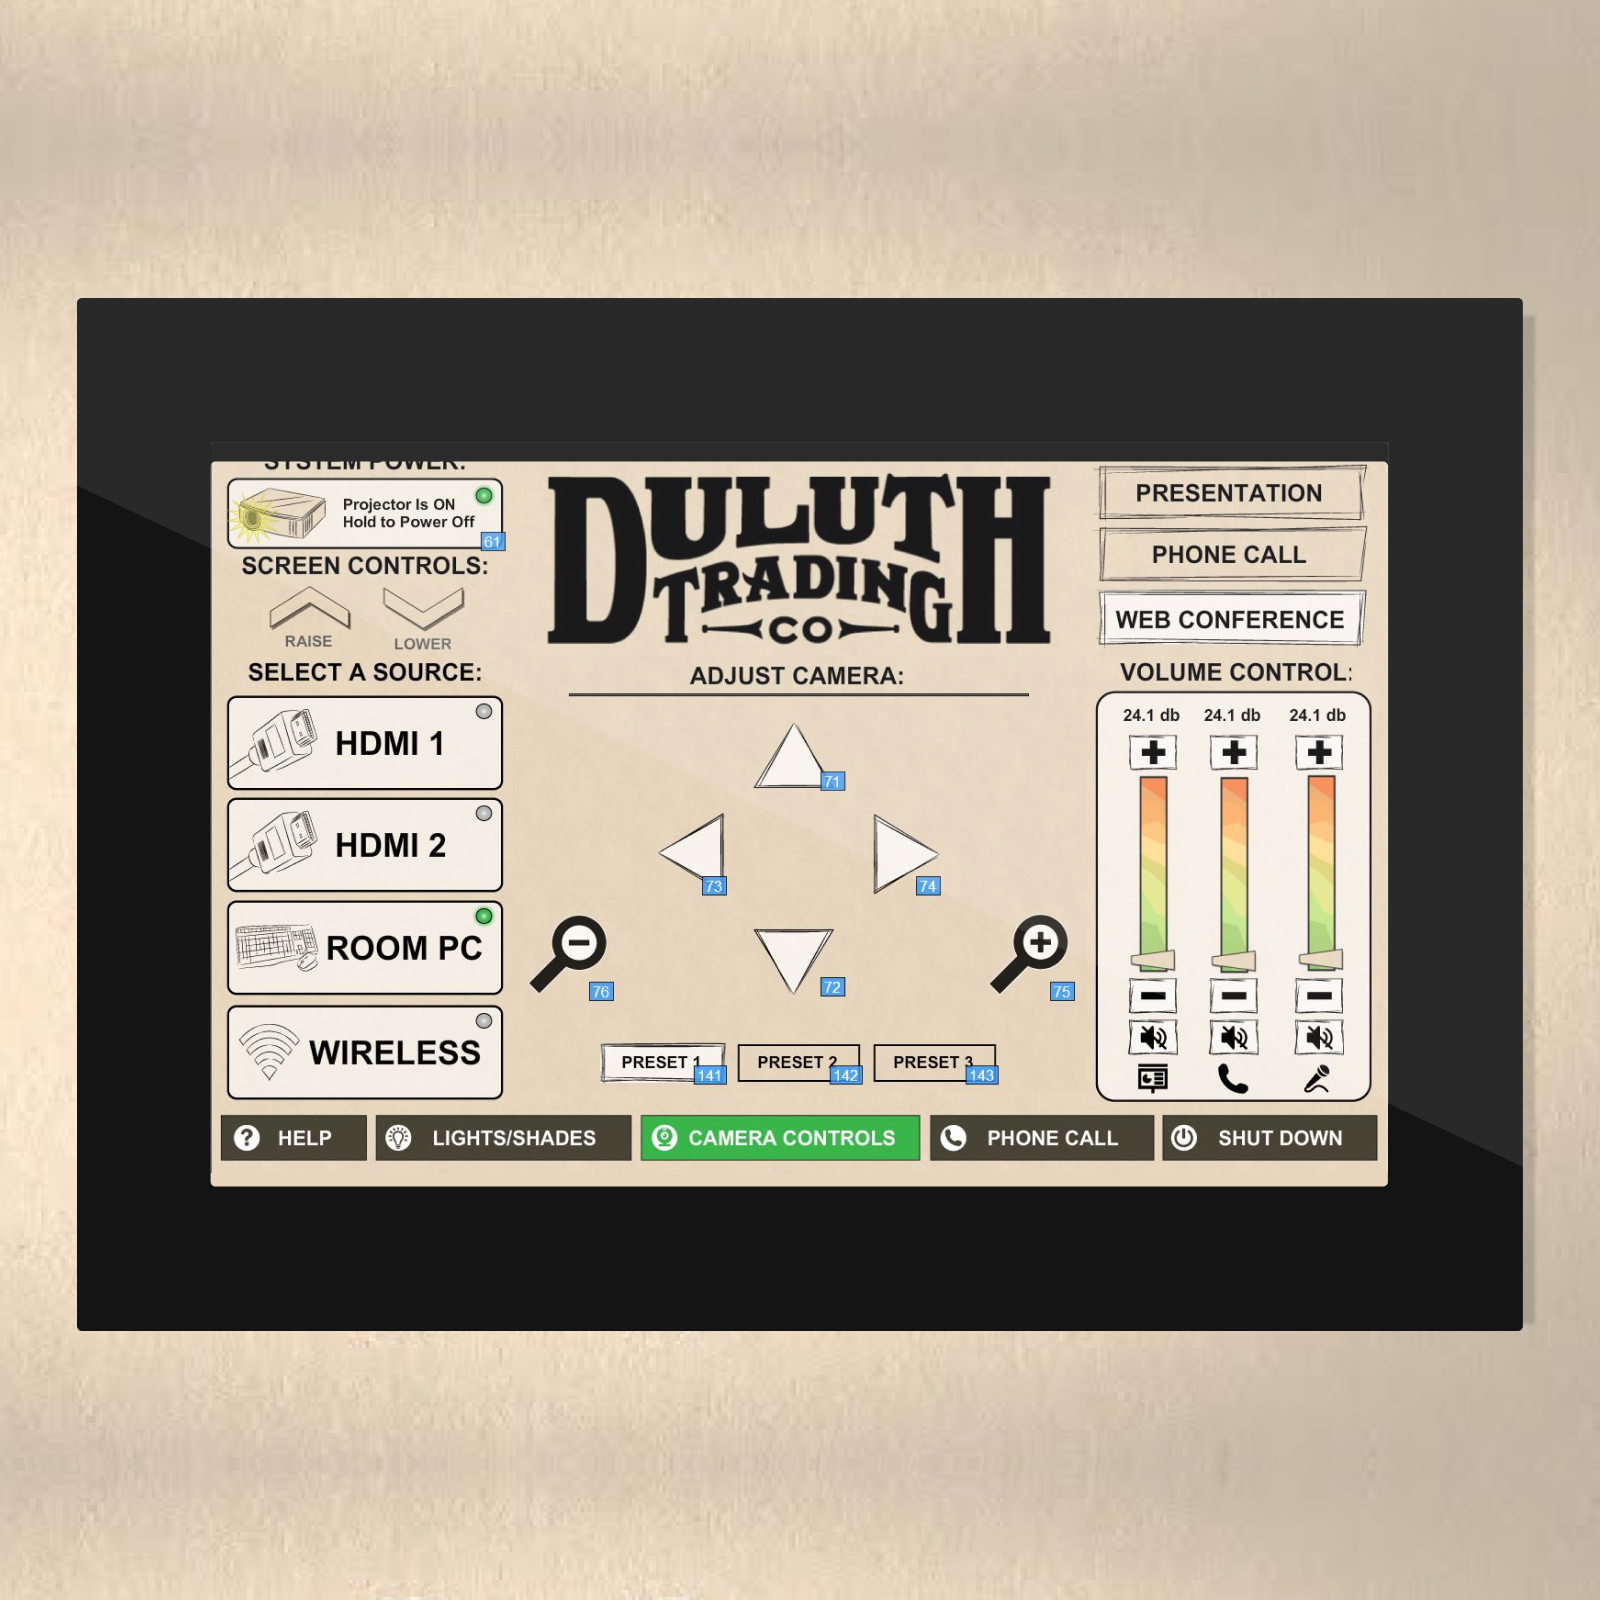 SYSTEM POWER:
Projector Is ON
Hold to Power Off
61
SCREEN CONTROLS:
RAISE
LOWER
SELECT A SOURCE:
HDMI 1
HDMI 2
ROOM PC
WIRELESS
DULUTH
TRADING
CO
ADJUST CAMERA:
71
73
74
76
72
75
PRESET 1
141
PRESET 2
142
PRESET 3
143
PRESENTATION
PHONE CALL
WEB CONFERENCE
VOLUME CONTROL:
24.1 db 24.1 db 24.1 db
HELP
LIGHTS/SHADES
CAMERA CONTROLS
PHONE CALL
SHUT DOWN